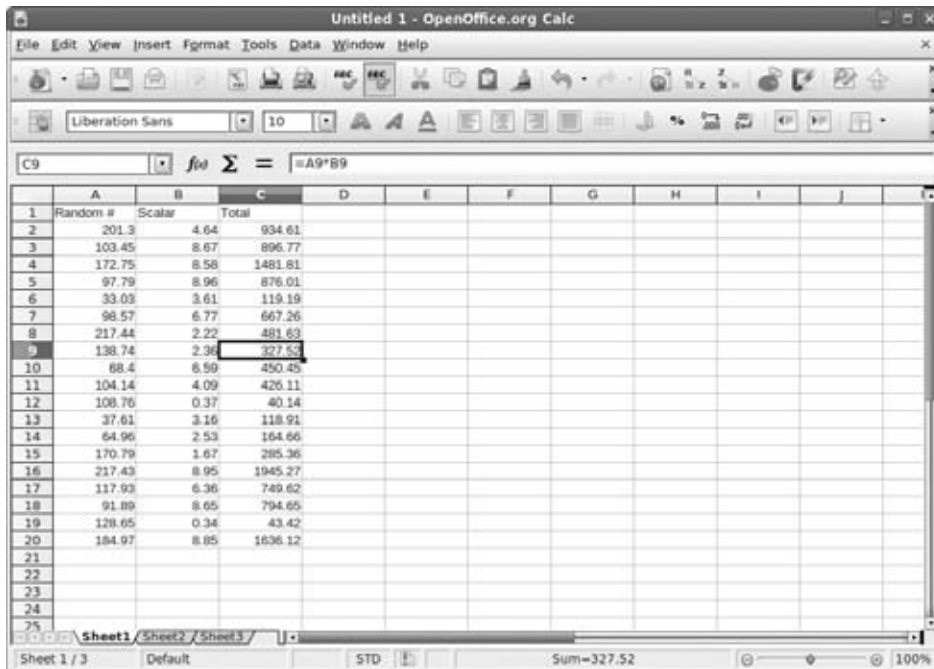 Untitled 1 - OpenOffice.org Calc
File Edit View Insert Format Tools Data Window Help
Liberation Sans 10
C9 f(x) Σ = =A9*B9
A B C D E F G H I J
1 Random # Scalar Total
2 201.3 4.64 934.61
3 103.45 8.67 896.77
4 172.75 8.58 1481.81
5 97.79 8.96 876.01
6 33.03 3.61 119.19
7 98.57 6.77 667.26
8 217.44 2.22 481.63
9 138.74 2.36 327.52
10 68.4 6.59 450.45
11 104.14 4.09 426.11
12 108.76 0.37 40.14
13 37.61 3.16 118.91
14 64.96 2.53 164.66
15 170.79 1.67 285.36
16 217.43 8.95 1945.27
17 117.93 6.36 749.62
18 91.89 8.65 794.65
19 128.65 0.34 43.42
20 184.97 8.85 1636.12
21
22
23
24
25
Sheet1 Sheet2 Sheet3
Sheet 1 / 3 Default STD Sum=327.52 100%